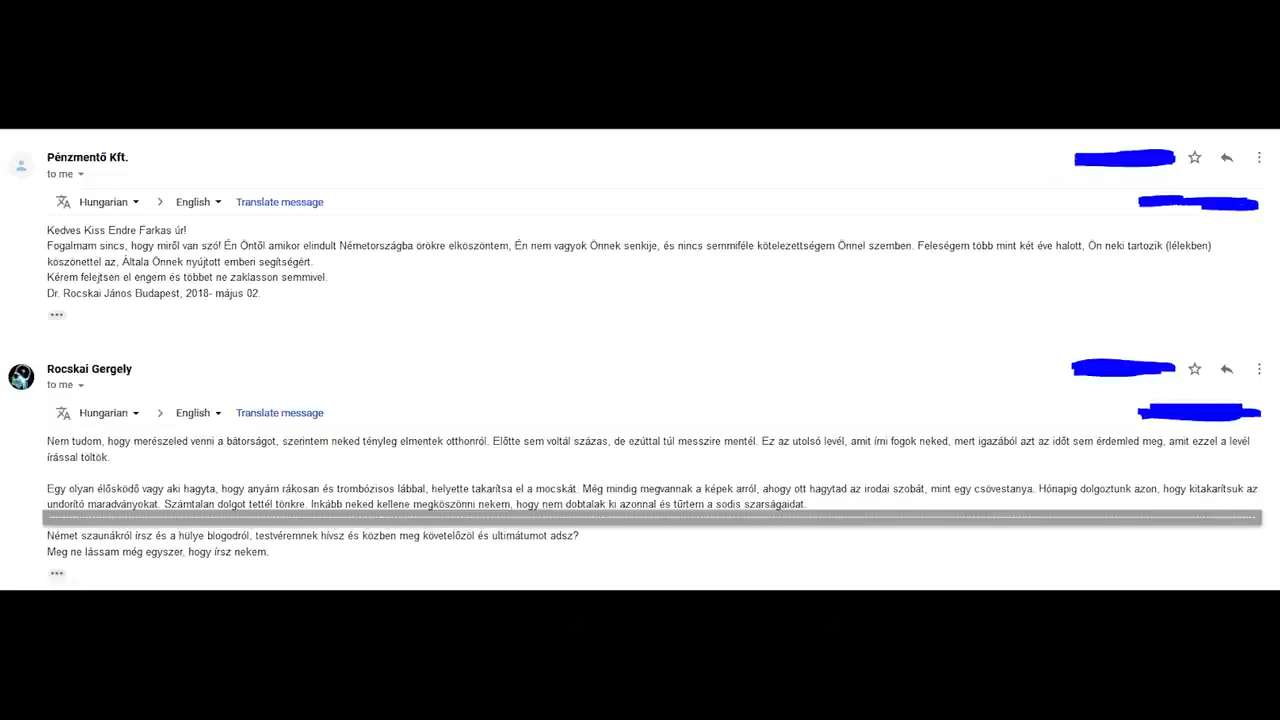 Pénzmentő Kft.
to me
Hungarian > English Translate message
Kedves Kiss Endre Farkas úr!
Fogalmam sincs, hogy miről van szó! Én Öntől amikor elindult Németországba örökre elköszöntem, Én nem vagyok Önnek senkije, és nincs semmiféle kötelezettségem Önnel szemben. Feleségem több mint két éve halott, Ön neki tartozik (lélekben)
köszönettel az, Általa Önnek nyújtott emberi segítségért.
Kérem felejtsen el engem és többet ne zaklasson semmivel.
Dr. Rocskai János Budapest, 2018- május 02.
Rocskai Gergely
to me
Hungarian > English Translate message
Nem tudom, hogy merészeled venni a bátorságot, szerintem neked tényleg elmentek otthonról. Előtte sem voltál százas, de ezúttal túl messzire mentél. Ez az utolsó levél, amit írni fogok neked, mert igazából azt az időt sem érdemled meg, amit ezzel a levél
írással töltök.
Egy olyan élősködő vagy aki hagyta, hogy anyám rákosan és trombózisos lábbal, helyette takarítsa el a mocskát. Még mindig megvannak a képek arról, ahogy ott hagytad az irodai szobát, mint egy csövestanya. Hónapig dolgoztunk azon, hogy kitakarítsuk az
undorító maradványokat. Számtalan dolgot tettél tönkre. Inkább neked kellene megköszönni nekem, hogy nem dobtalak ki azonnal és tűrtem a sodis szarságaidat.
Német szaunákról írsz és a hülye blogodról, testvéremnek hívsz és közben meg követelőzöl és ultimátumot adsz?
Meg ne lássam még egyszer, hogy írsz nekem.